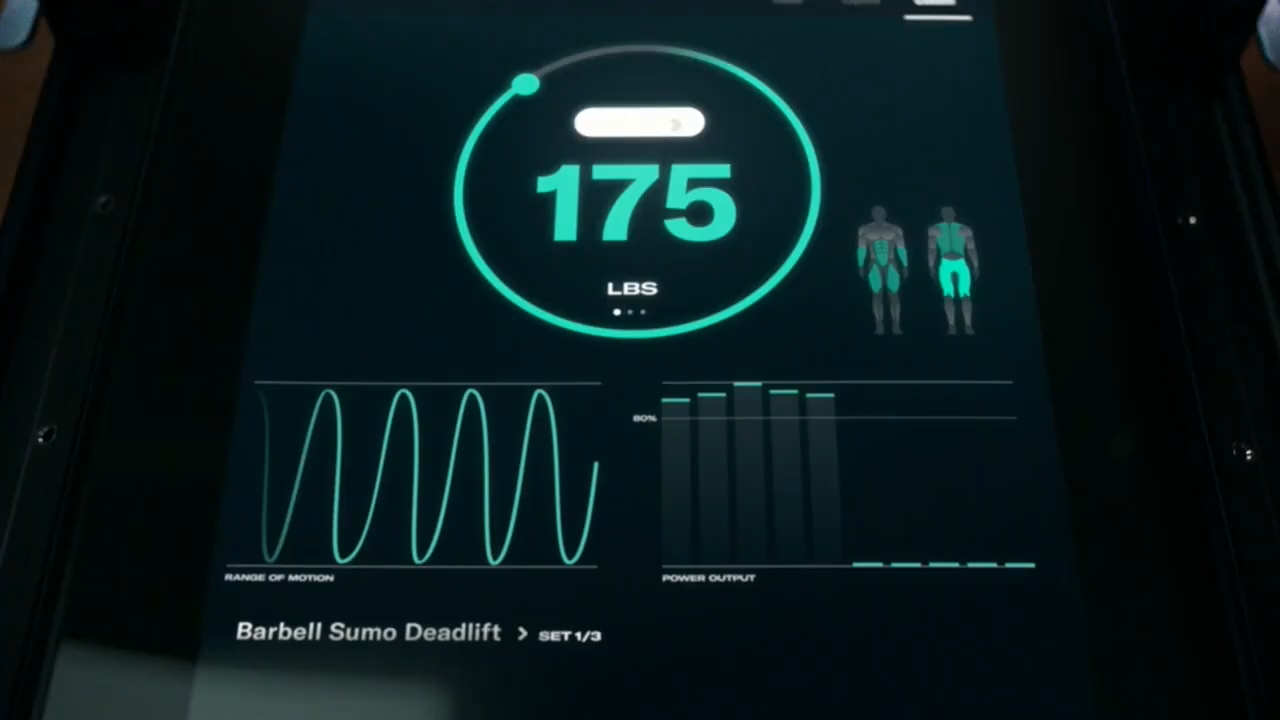 175
LBS
80%
RANGE OF MOTION
POWER OUTPUT
Barbell Sumo Deadlift > SET 1/3